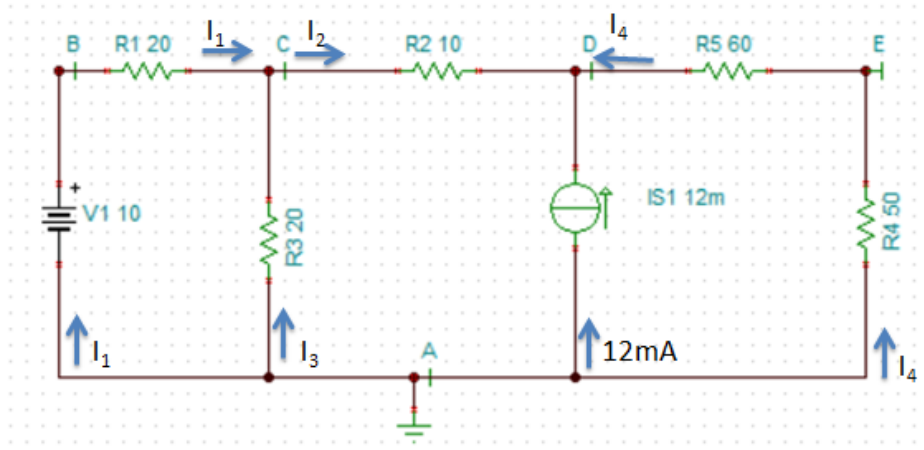 I₁ I₂ I₄
B R1 20 C R2 10 D R5 60 E
+
V1 10
R3 20
IS1 12m
R4 50
I₁ I₃ A 12mA I₄